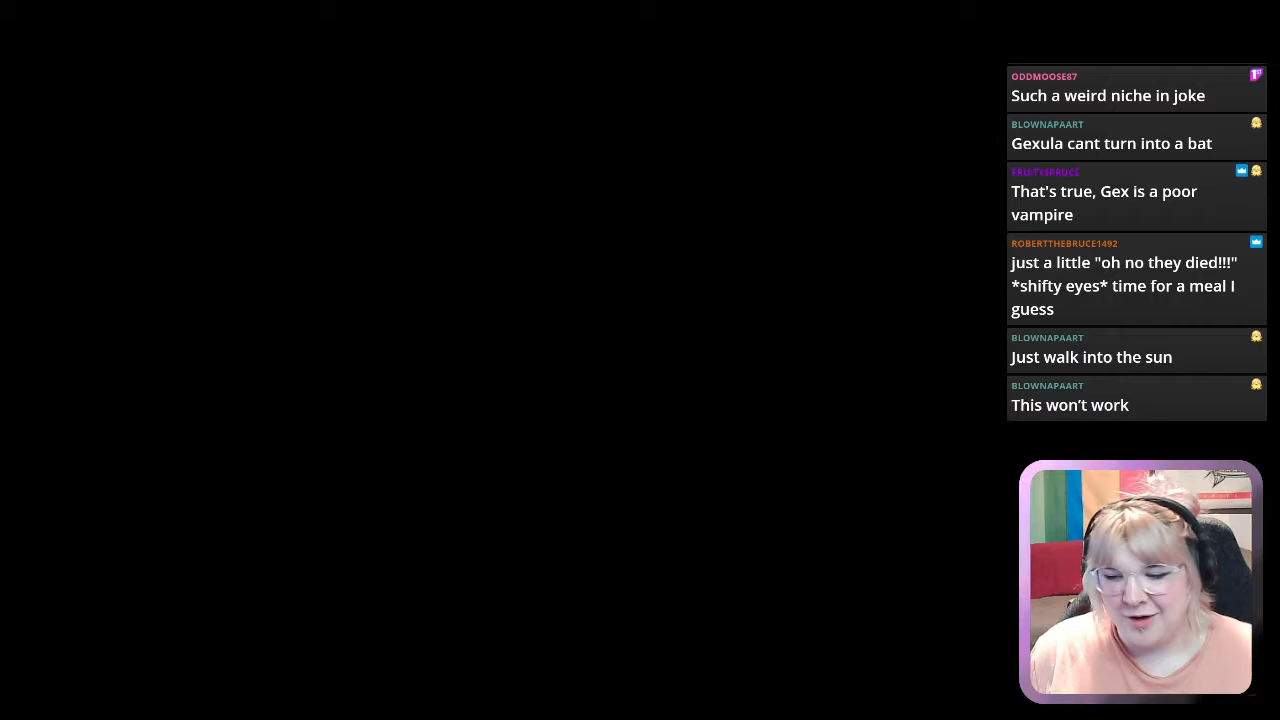 ODDMOOSE87
Such a weird niche in joke
BLOWNAPAART
Gexula cant turn into a bat
FRUITYSPRUCE
That's true, Gex is a poor
vampire
ROBERTTHEBRUCE1492
just a little "oh no they died!!!"
*shifty eyes* time for a meal I
guess
BLOWNAPAART
Just walk into the sun
BLOWNAPAART
This won't work